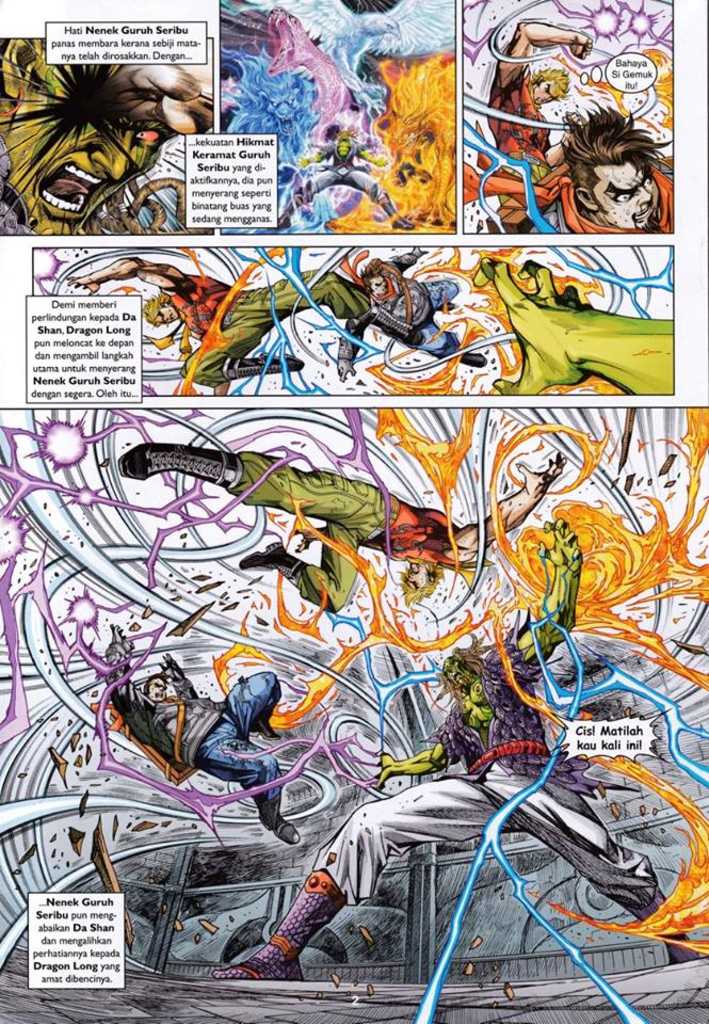 Hati Nenek Guruh Seribu
panas membara kerana sebiji mata-
nya telah dirosakkan. Dengan...
...kekuatan Hikmat
Keramat Guruh
Seribu yang di-
aktifkannya, dia pun
menyerang seperti
binatang buas yang
sedang mengganas.
Bahaya
Si Gemuk
itu!
Demi memberi
perlindungan kepada Da
Shan, Dragon Long
pun meloncat ke depan
dan mengambil langkah
utama untuk menyerang
Nenek Guruh Seribu
dengan segera. Oleh itu...
Cis! Matilah
kau kali ini!
...Nenek Guruh
Seribu pun meng-
abaikan Da Shan
dan mengalihkan
perhatiannya kepada
Dragon Long yang
amat dibencinya.
2